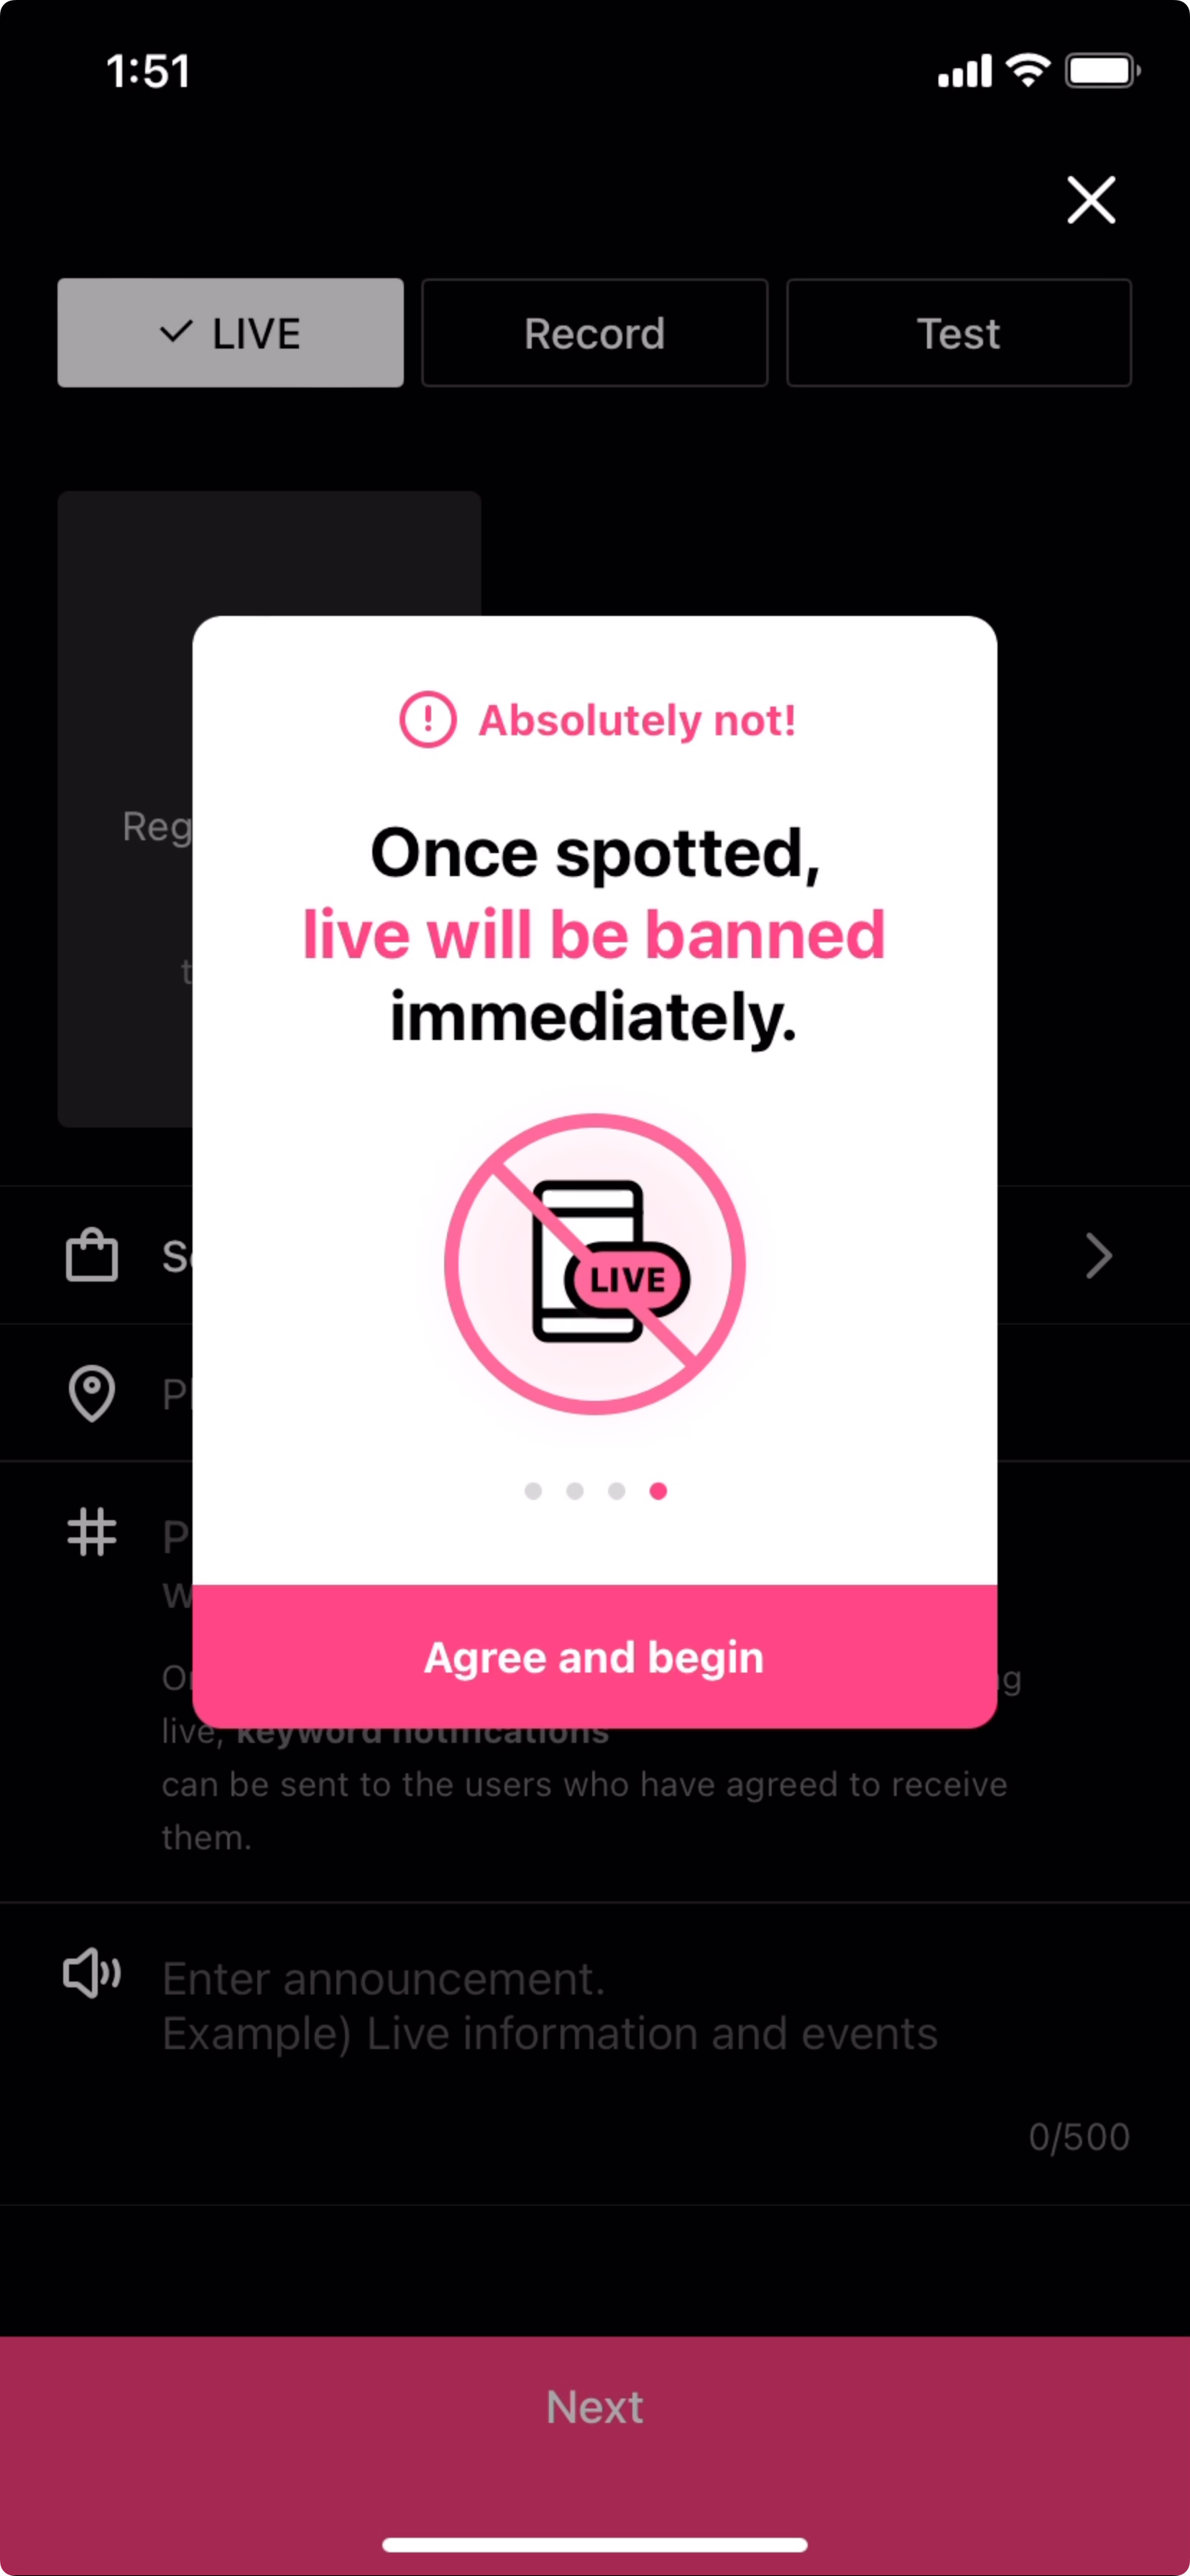 1:51
LIVE
Record
Test
Absolutely not!
Once spotted,
live will be banned
immediately.
LIVE
Agree and begin
live, keyword notifications
can be sent to the users who have agreed to receive
them.
Enter announcement.
Example) Live information and events
0/500
Next